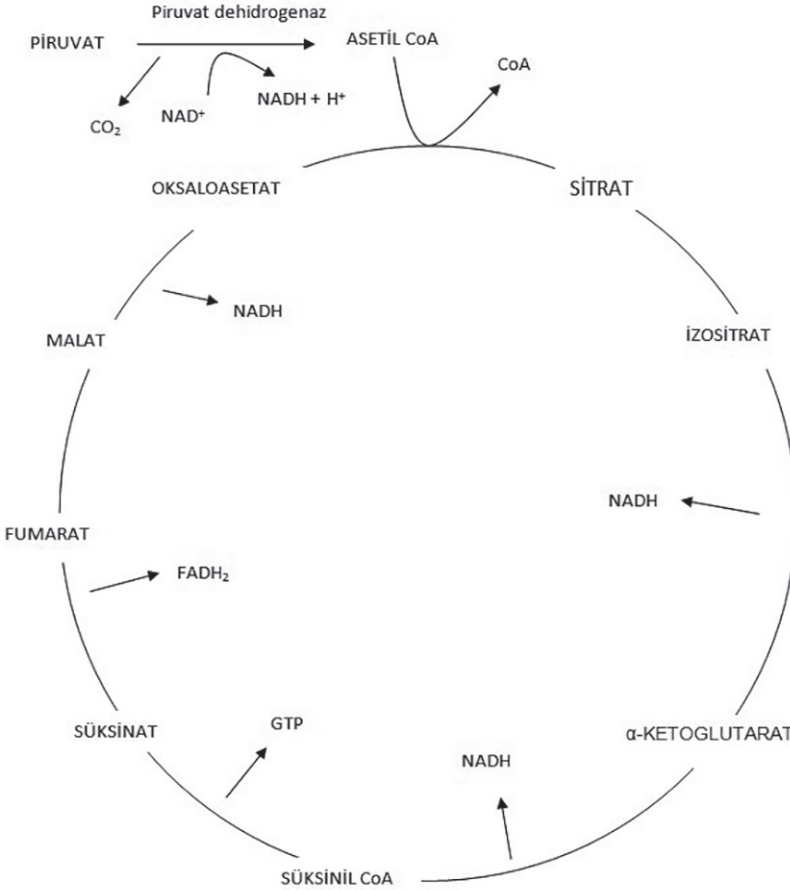 Piruvat dehidrogenaz
PİRUVAT
ASETİL CoA
CoA
CO₂
NAD⁺
NADH + H⁺
OKSALOASETAT
SİTRAT
NADH
MALAT
İZOSİTRAT
NADH
FUMARAT
FADH₂
SÜKSİNAT
GTP
α-KETOGLUTARAT
NADH
SÜKSİNİL CoA